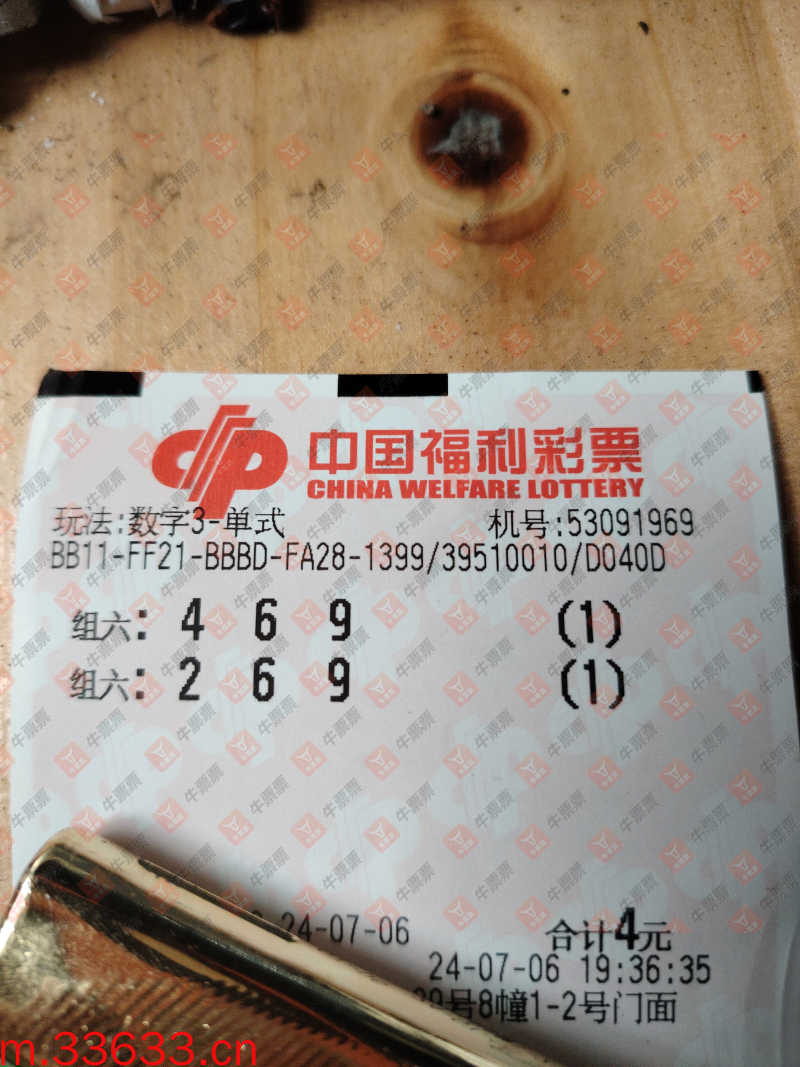 中国福利彩票
CHINA WELFARE LOTTERY
玩法:数字3-单式 机号:53091969
BB11-FF21-BBBD-FA28-1399/39510010/D040D
组六: 4 6 9 (1)
组六: 2 6 9 (1)
24-07-06 合计4元
24-07-06 19:36:35
号8幢1-2号门面
m.33633.cn
牛票票